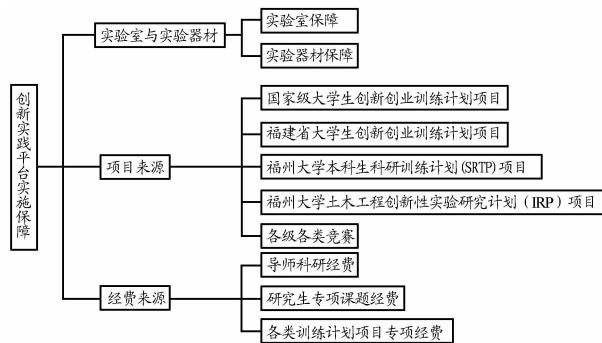 创新实践平台实施保障
实验室与实验器材
实验室保障
实验器材保障
项目来源
国家级大学生创新创业训练计划项目
福建省大学生创新创业训练计划项目
福州大学本科生科研训练计划(SRTP)项目
福州大学土木工程创新性实验研究计划（IRP）项目
各级各类竞赛
经费来源
导师科研经费
研究生专项课题经费
各类训练计划项目专项经费